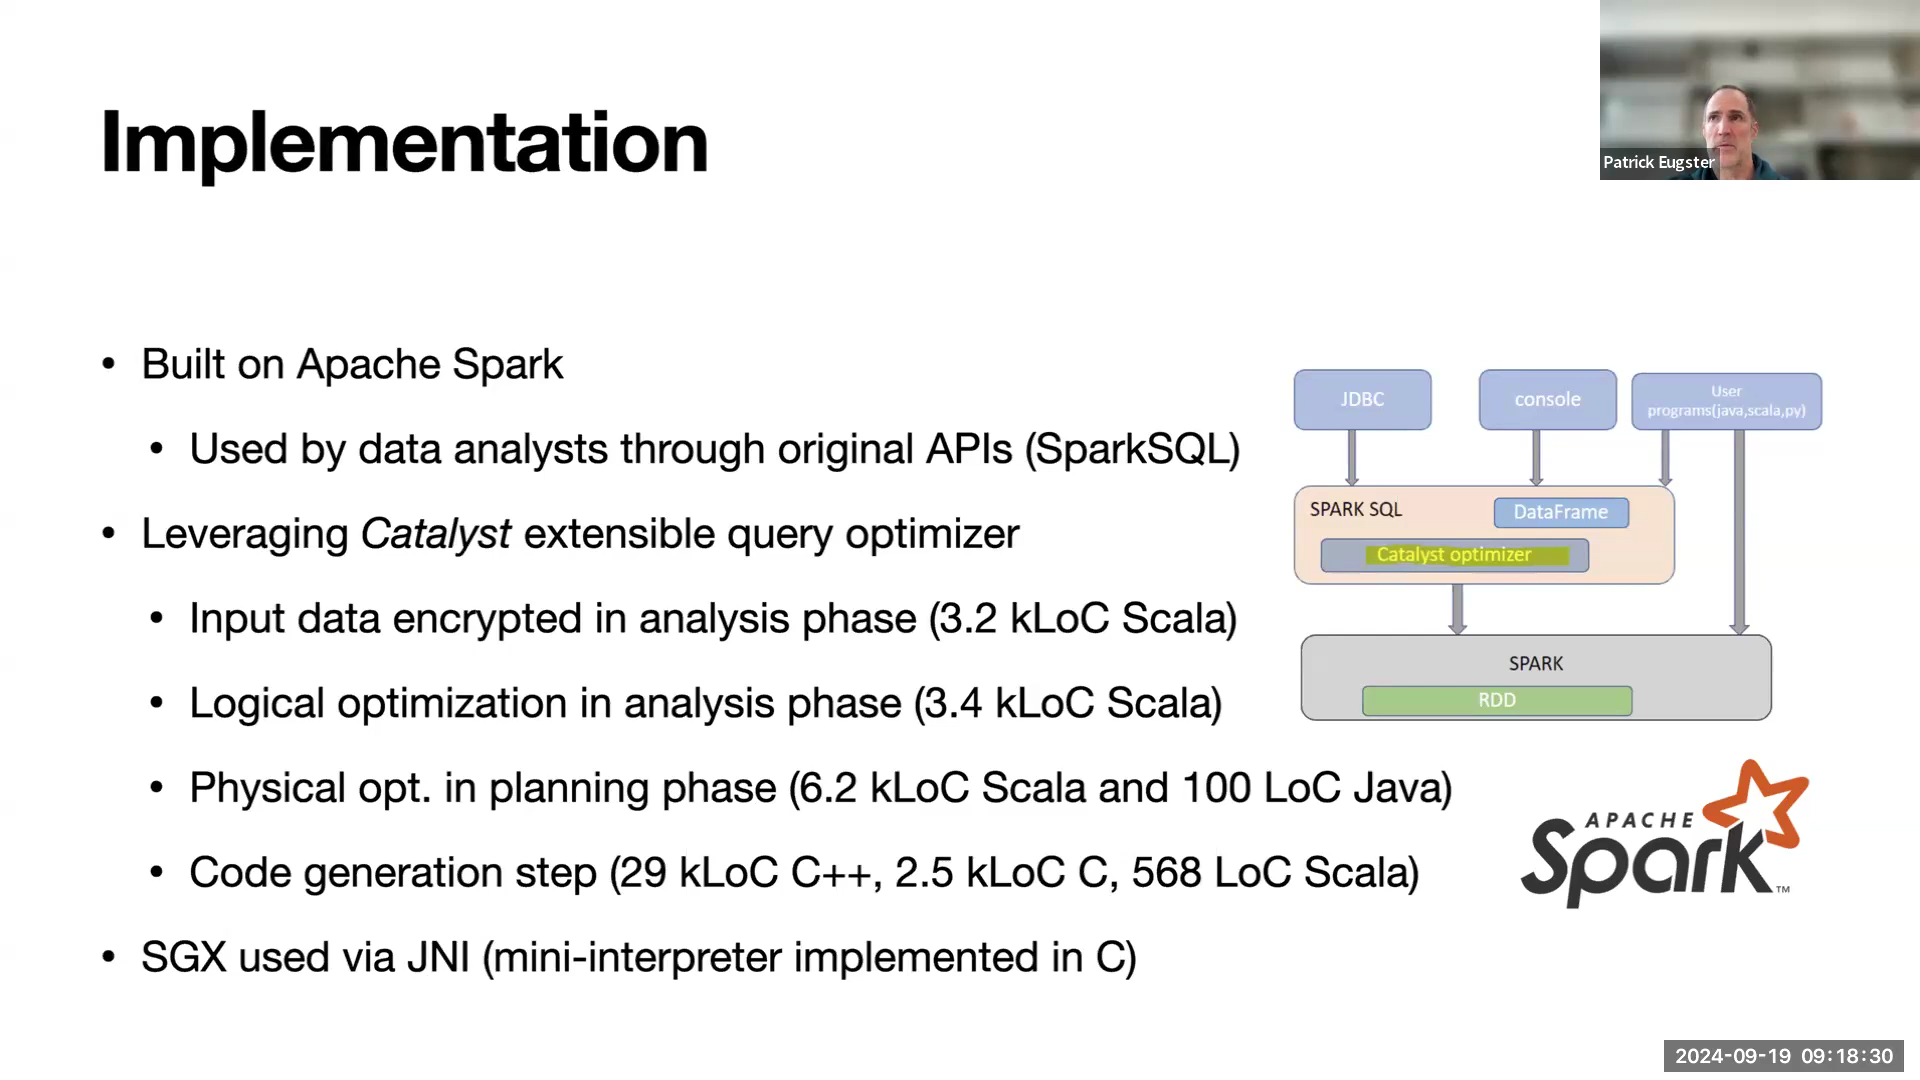 Implementation
Patrick Eugster
• Built on Apache Spark
• Used by data analysts through original APIs (SparkSQL)
• Leveraging Catalyst extensible query optimizer
• Input data encrypted in analysis phase (3.2 kLoC Scala)
• Logical optimization in analysis phase (3.4 kLoC Scala)
• Physical opt. in planning phase (6.2 kLoC Scala and 100 LoC Java)
• Code generation step (29 kLoC C++, 2.5 kLoC C, 568 LoC Scala)
• SGX used via JNI (mini-interpreter implemented in C)
JDBC
console
User
programs(java,scala,py)
SPARK SQL
DataFrame
Catalyst optimizer
SPARK
RDD
APACHE
Spark™
2024-09-19 09:18:30